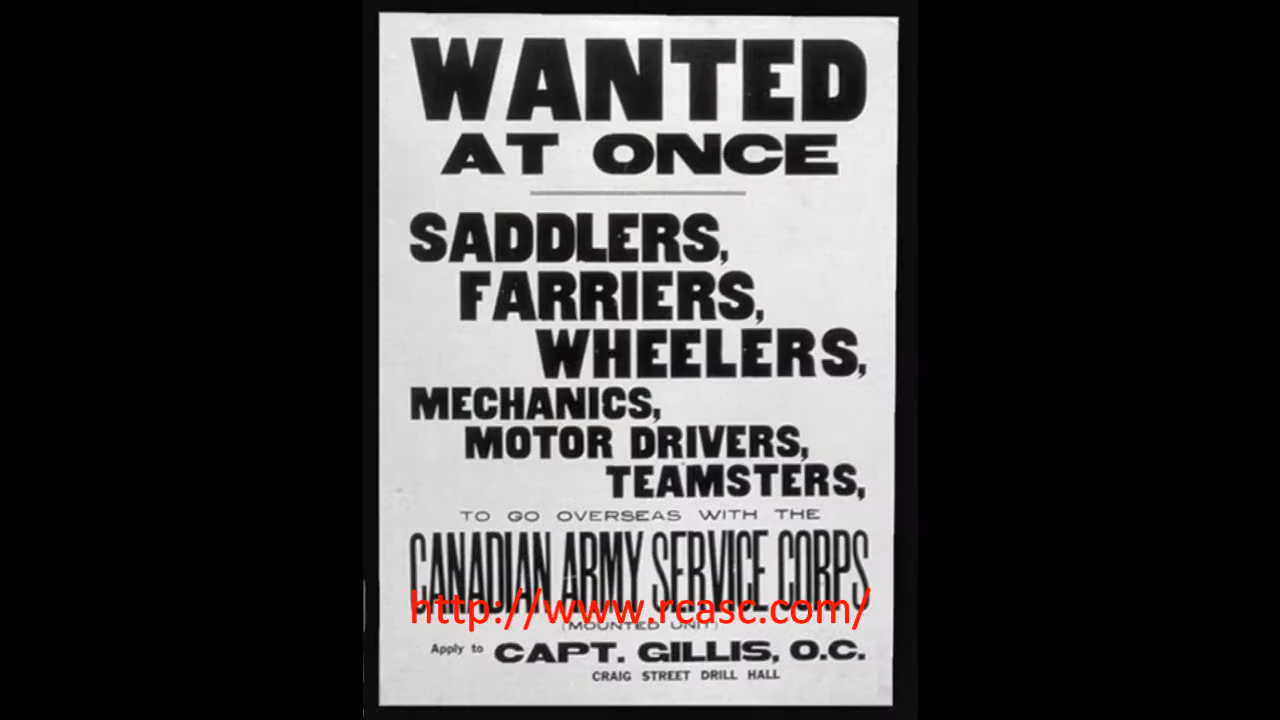 WANTED
AT ONCE
SADDLERS,
FARRIERS,
WHEELERS,
MECHANICS,
MOTOR DRIVERS,
TEAMSTERS,
TO GO OVERSEAS WITH THE
CANADIAN ARMY SERVICE CORPS
http://www.rcasc.com/
(MOUNTED UNIT)
Apply to CAPT. GILLIS, O.C.
CRAIG STREET DRILL HALL